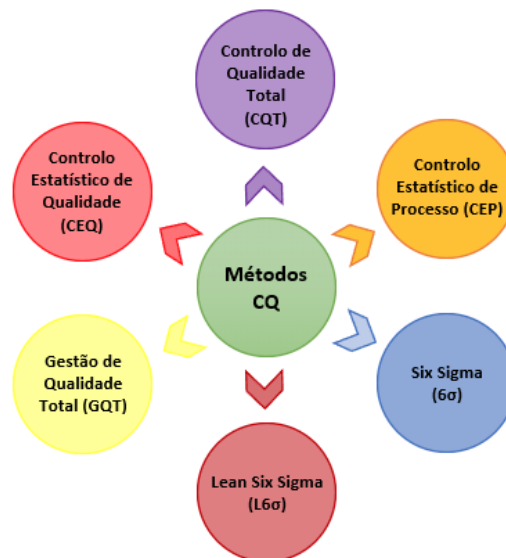 Controlo de
Qualidade
Total
(CQT)
Controlo
Estatístico de
Qualidade
(CEQ)
Controlo
Estatístico de
Processo (CEP)
Métodos
CQ
Gestão de
Qualidade
Total (GQT)
Six Sigma
(6σ)
Lean Six Sigma
(L6σ)